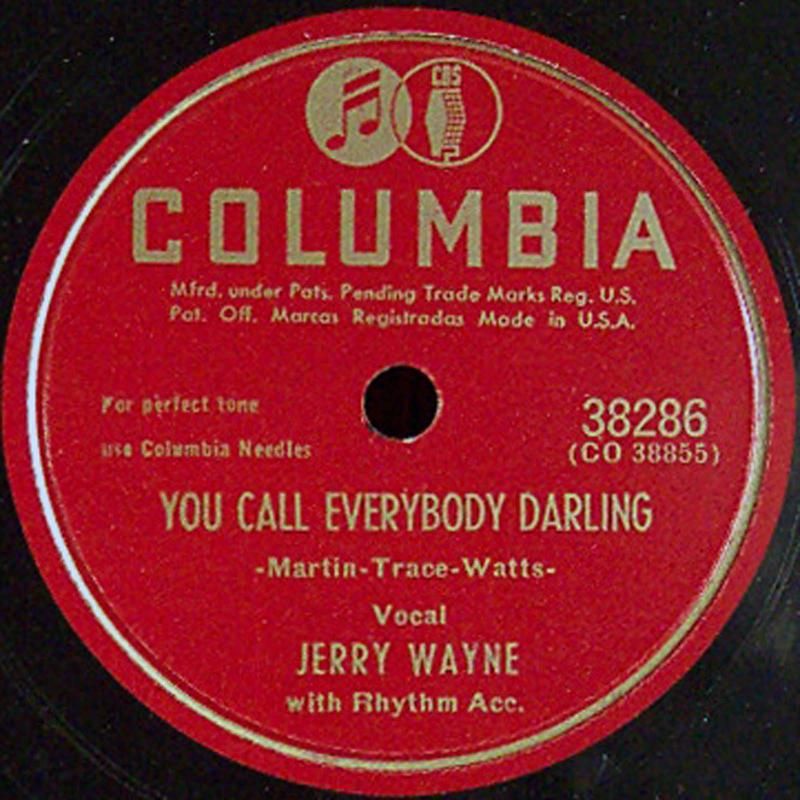 CBS
COLUMBIA
Mfrd. under Pats. Pending Trade Marks Reg. U.S.
Pat. Off. Marcas Registradas Made in U.S.A.
For perfect tone
use Columbia Needles
38286
(CO 38855)
YOU CALL EVERYBODY DARLING
-Martin-Trace-Watts-
Vocal
JERRY WAYNE
with Rhythm Acc.